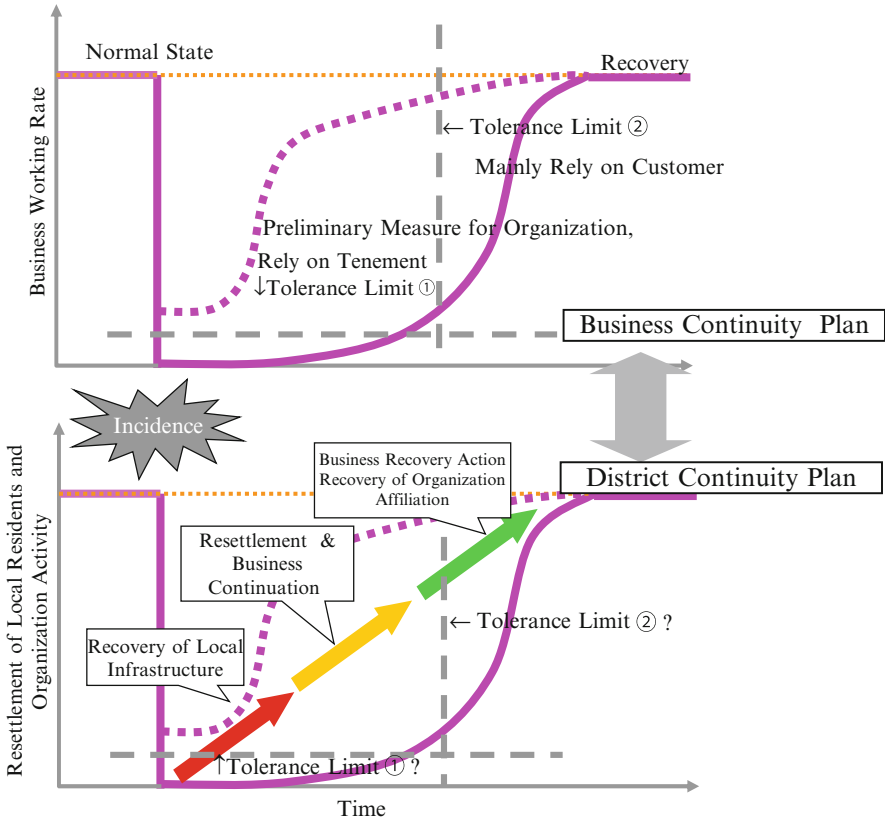 Normal State
Recovery
← Tolerance Limit ②
Mainly Rely on Customer
Preliminary Measure for Organization,
Rely on Tenement
↓Tolerance Limit ①
Business Working Rate
Business Continuity Plan
Incidence
District Continuity Plan
Business Recovery Action
Recovery of Organization
Affiliation
Resettlement &
Business
Continuation
Recovery of Local
Infrastructure
← Tolerance Limit ② ?
↑Tolerance Limit ① ?
Resettlement of Local Residents and
Organization Activity
Time